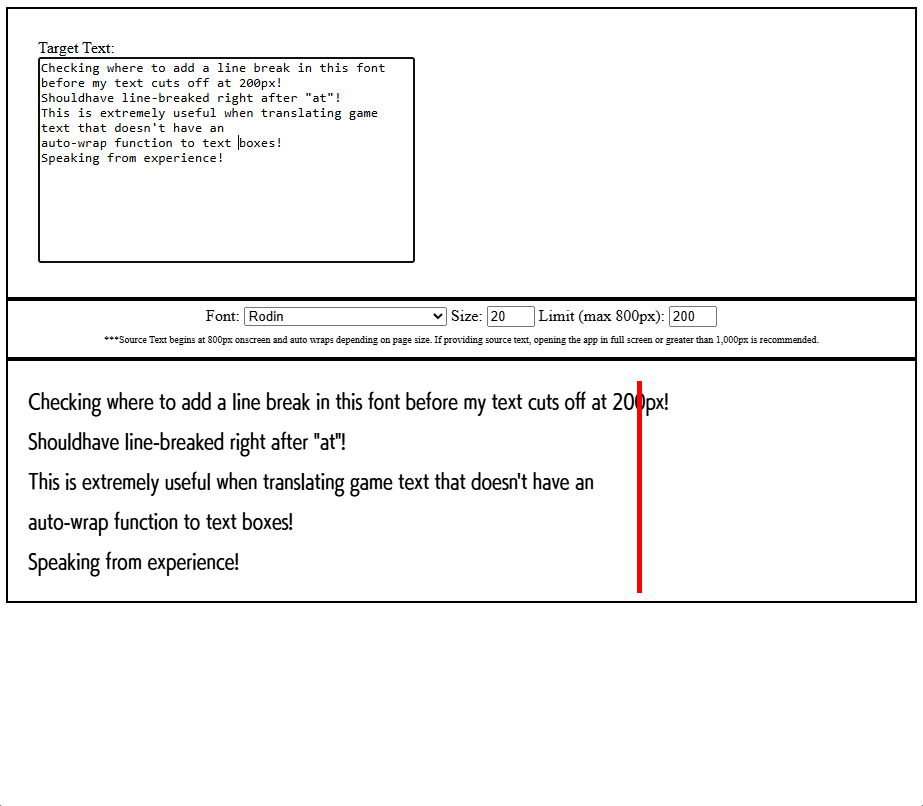 Target Text:
Checking where to add a line break in this font
before my text cuts off at 200px!
Shouldhave line-breaked right after "at"!
This is extremely useful when translating game
text that doesn't have an
auto-wrap function to text boxes!
Speaking from experience!
Font: Rodin Size: 20 Limit (max 800px): 200
***Source Text begins at 800px onscreen and auto wraps depending on page size. If providing source text, opening the app in full screen or greater than 1,000px is recommended.
Checking where to add a line break in this font before my text cuts off at 200px!
Shouldhave line-breaked right after "at"!
This is extremely useful when translating game text that doesn't have an
auto-wrap function to text boxes!
Speaking from experience!